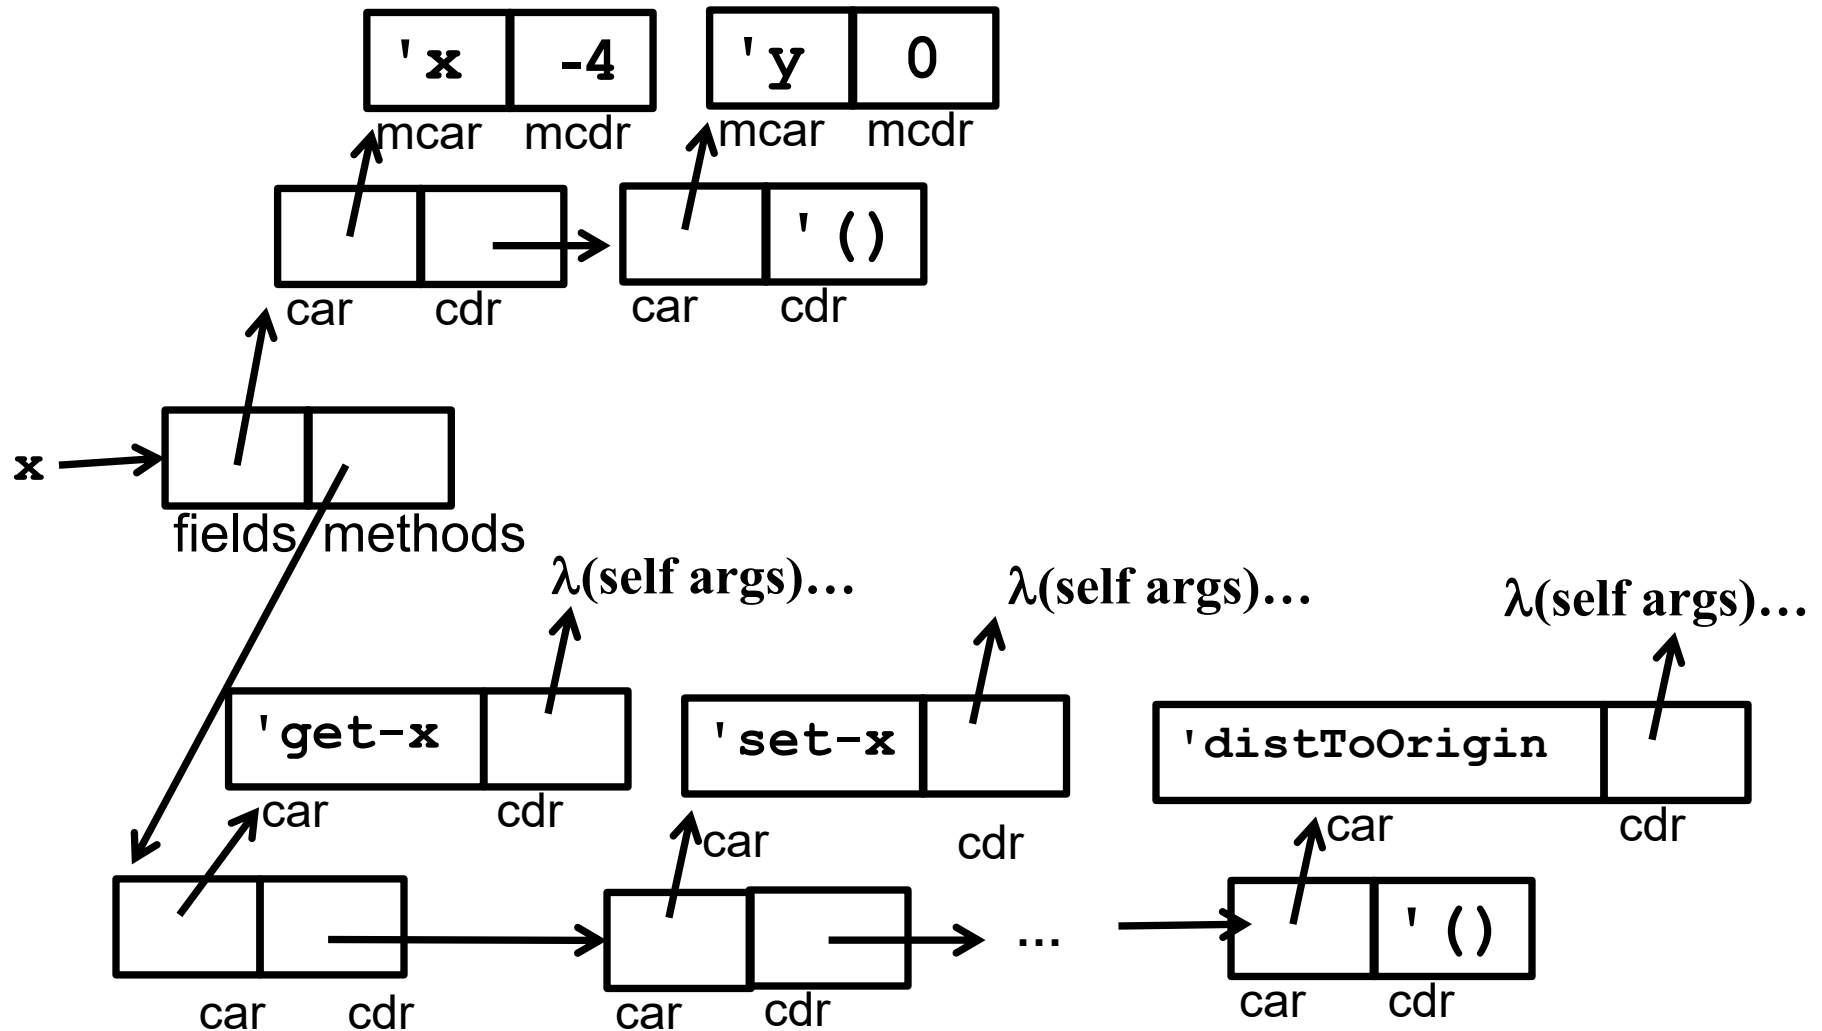 'x -4 'y 0
mcar mcdr mcar mcdr
'()
car cdr car cdr
x
fields methods
λ(self args)… λ(self args)… λ(self args)…
'get-x 'set-x 'distToOrigin
car cdr car cdr car cdr
… '()
car cdr car cdr car cdr